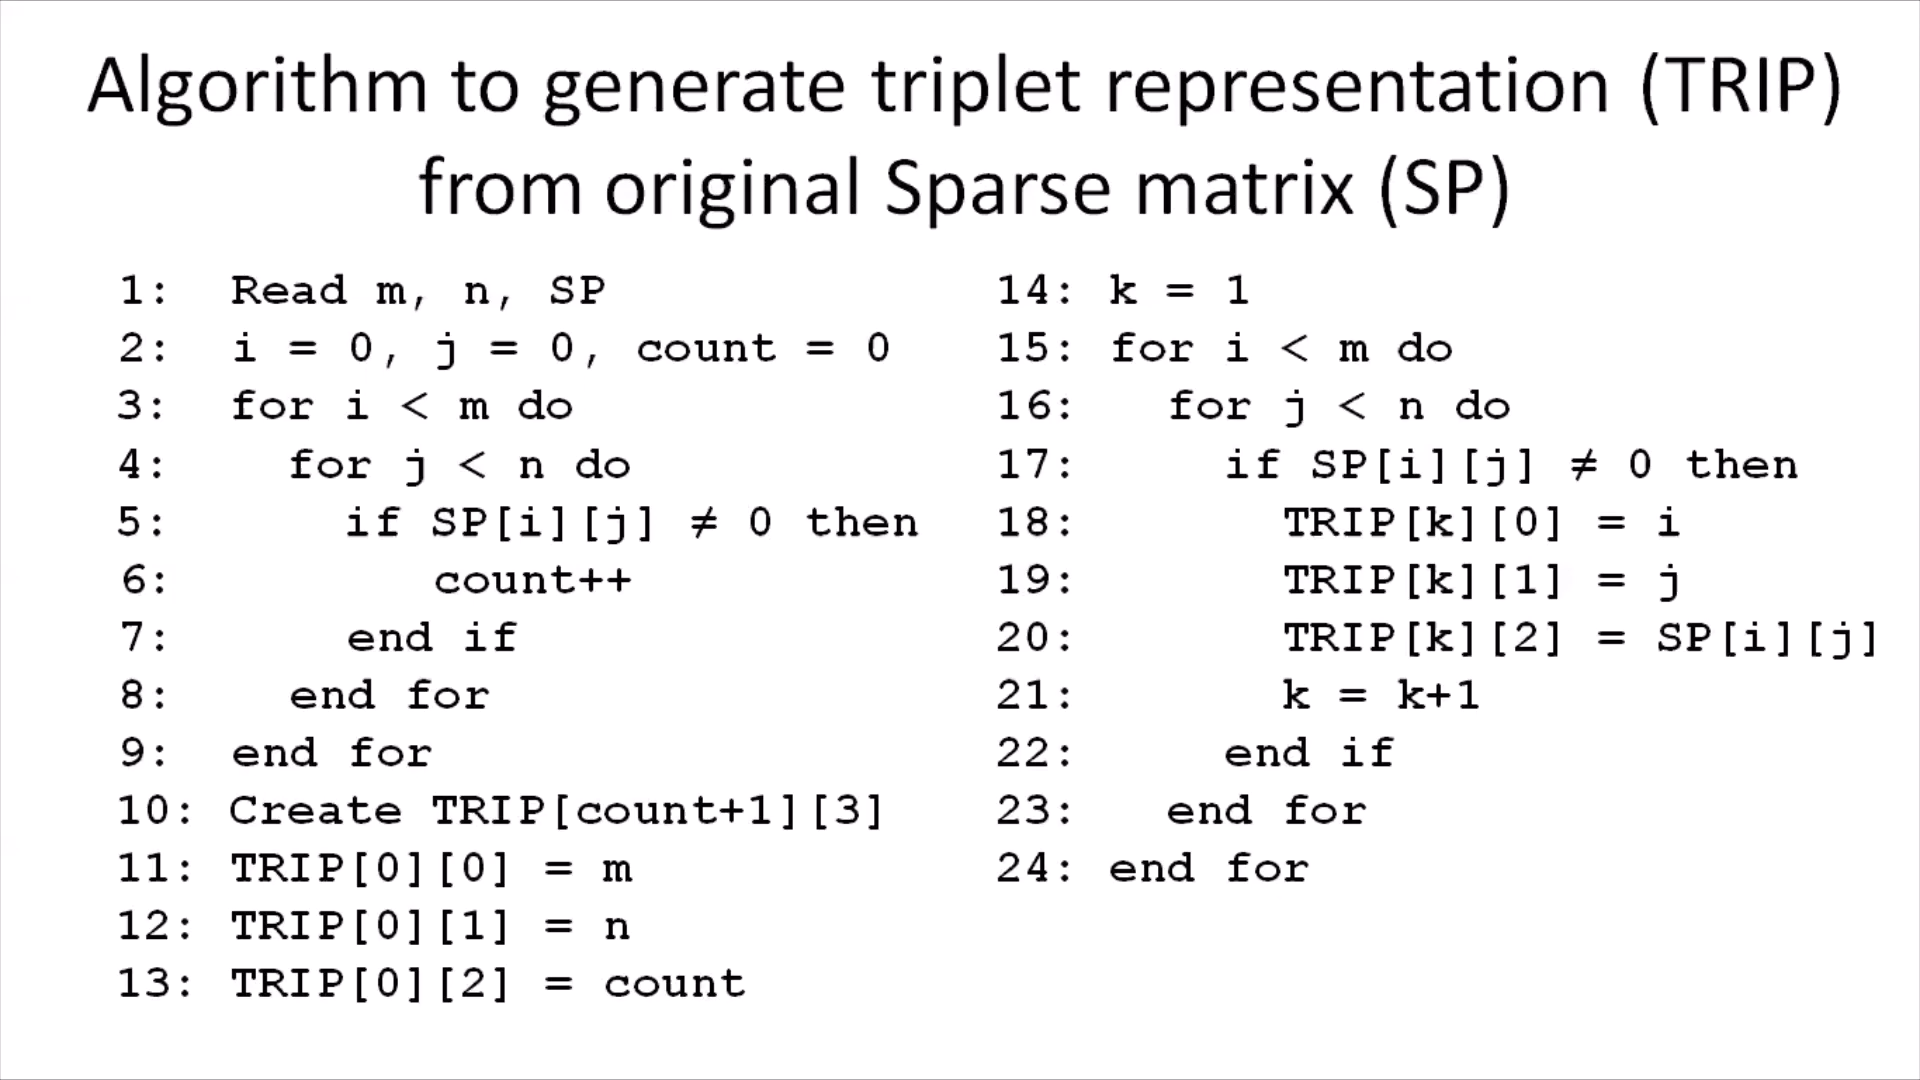 Algorithm to generate triplet representation (TRIP)
from original Sparse matrix (SP)
1: Read m, n, SP
2: i = 0, j = 0, count = 0
3: for i < m do
4: for j < n do
5: if SP[i][j] ≠ 0 then
6: count++
7: end if
8: end for
9: end for
10: Create TRIP[count+1][3]
11: TRIP[0][0] = m
12: TRIP[0][1] = n
13: TRIP[0][2] = count
14: k = 1
15: for i < m do
16: for j < n do
17: if SP[i][j] ≠ 0 then
18: TRIP[k][0] = i
19: TRIP[k][1] = j
20: TRIP[k][2] = SP[i][j]
21: k = k+1
22: end if
23: end for
24: end for